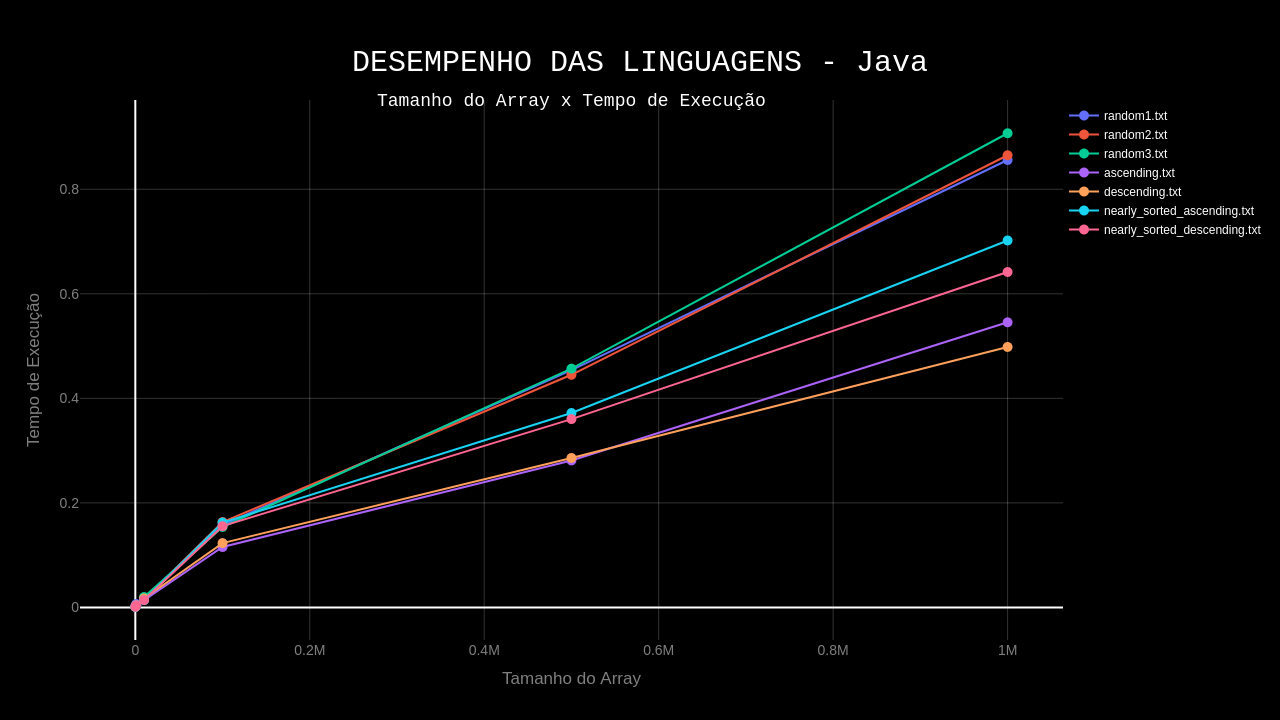 DESEMPENHO DAS LINGUAGENS - Java
Tamanho do Array x Tempo de Execução
random1.txt
random2.txt
random3.txt
ascending.txt
descending.txt
nearly_sorted_ascending.txt
nearly_sorted_descending.txt
Tempo de Execução
0.8
0.6
0.4
0.2
0
0
0.2M
0.4M
0.6M
0.8M
1M
Tamanho do Array